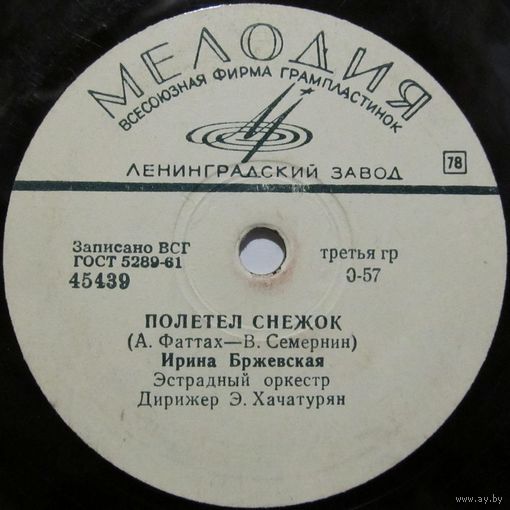 МЕЛОДИЯ
ВСЕСОЮЗНАЯ ФИРМА ГРАМПЛАСТИНОК
ЛЕНИНГРАДСКИЙ ЗАВОД
78
Записано ВСГ
ГОСТ 5289-61
45439
третья гр
0-57
ПОЛЕТЕЛ СНЕЖОК
(А. Фаттах—В. Семернин)
Ирина Бржевская
Эстрадный оркестр
Дирижер Э. Хачатурян
www.ay.by